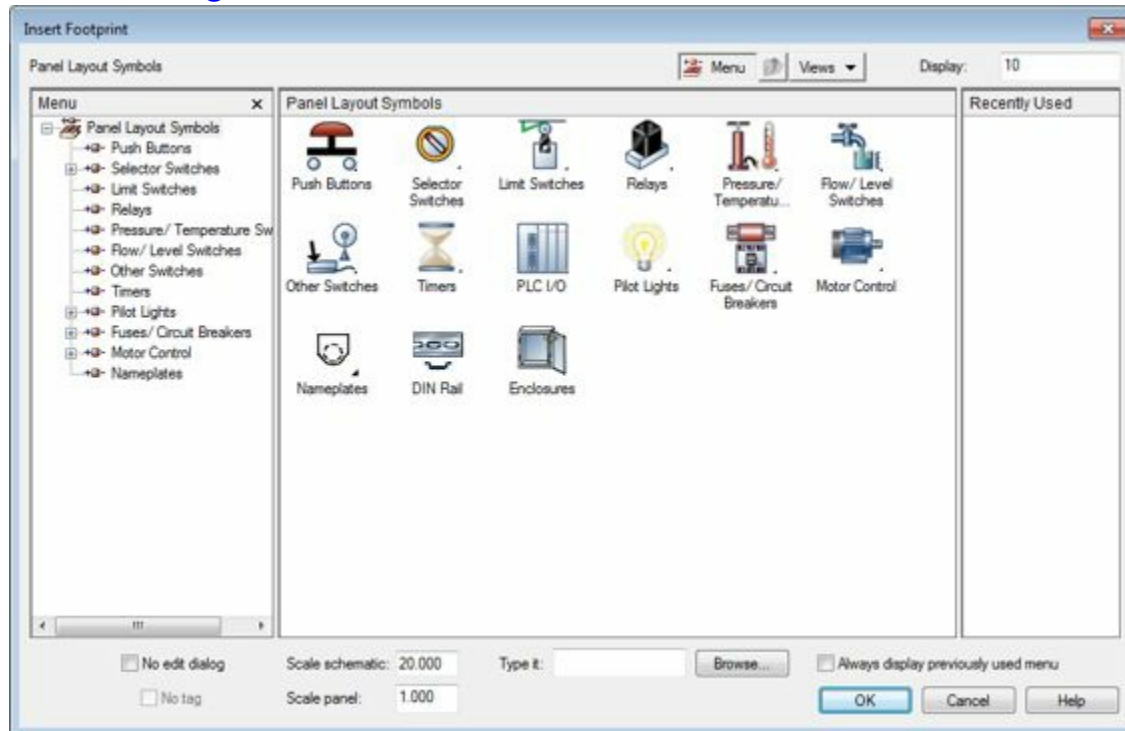 Insert Footprint
Panel Layout Symbols
Menu
Views
Display:
10
Menu
Panel Layout Symbols
Push Buttons
Selector Switches
Limit Switches
Relays
Pressure/ Temperature Sw
Flow/ Level Switches
Other Switches
Timers
Pilot Lights
Fuses/ Circuit Breakers
Motor Control
Nameplates
Panel Layout Symbols
Push Buttons
Selector
Switches
Limit Switches
Relays
Pressure/
Temperatu...
Flow/ Level
Switches
Other Switches
Timers
PLC I/O
Pilot Lights
Fuses/ Circuit
Breakers
Motor Control
Nameplates
DIN Rail
Enclosures
Recently Used
No edit dialog
Scale schematic: 20.000
Type it:
Browse...
Always display previously used menu
No tag
Scale panel: 1.000
OK
Cancel
Help